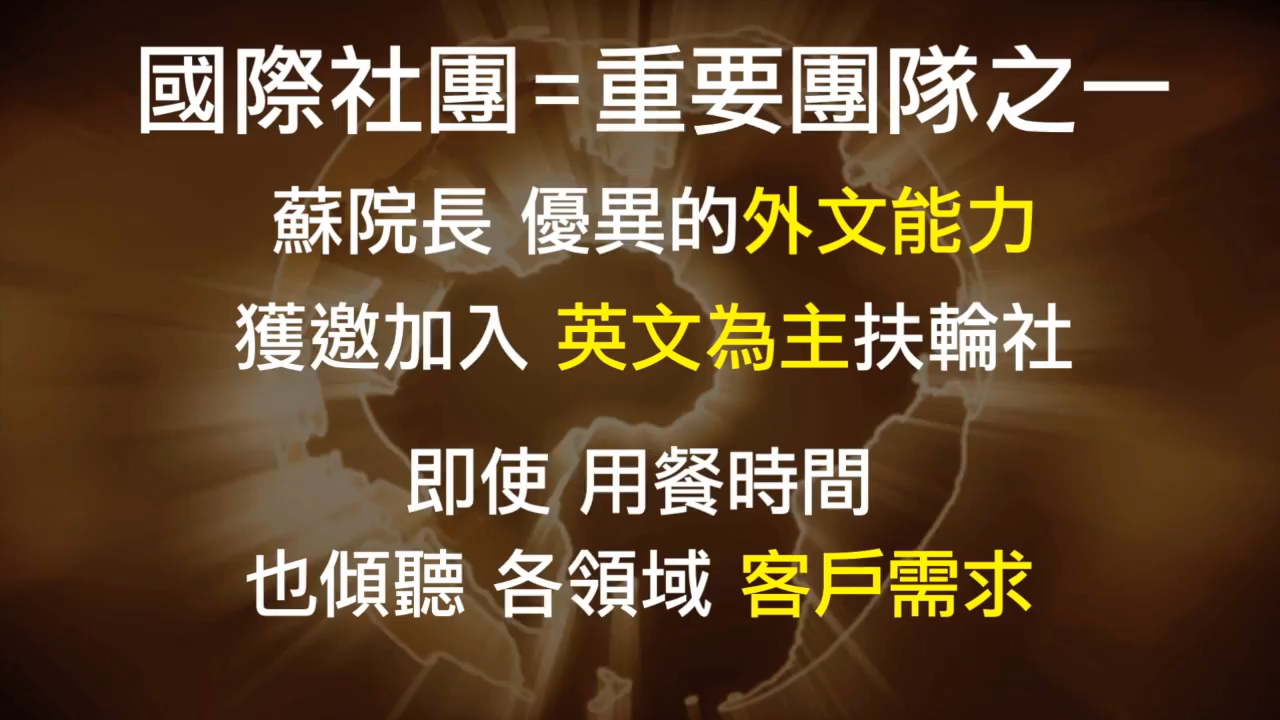 國際社團=重要團隊之一
蘇院長 優異的外文能力
獲邀加入 英文為主扶輪社
即使 用餐時間
也傾聽 各領域 客戶需求